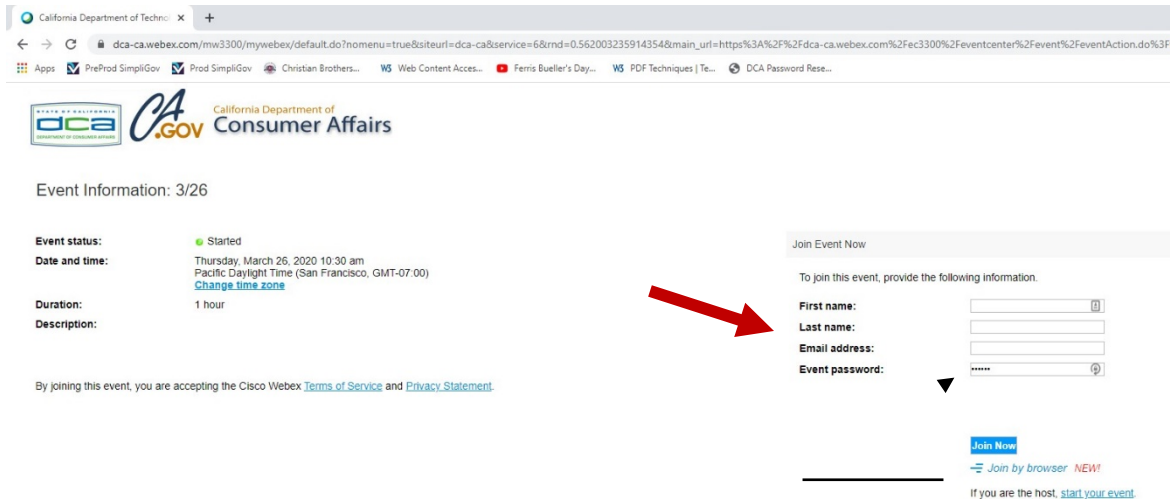 California Department of Techno
dca-ca.webex.com/mw3300/mywebex/default.do?nomenu=true&siteurl=dca-ca&service=6&rnd=0.562003235914354&main_url=https%3A%2F%2Fdca-ca.webex.com%2Fec3300%2Feventcenter%2Fevent%2FeventAction.do%3F
Apps PreProd SimpliGov Prod SimpliGov Christian Brothers... Web Content Acces... Ferris Bueller's Day... PDF Techniques | Te... DCA Password Rese...
STATE OF CALIFORNIA
dca
DEPARTMENT OF CONSUMER AFFAIRS
CA.GOV
California Department of
Consumer Affairs
Event Information: 3/26
Event status: Started
Date and time: Thursday, March 26, 2020 10:30 am
Pacific Daylight Time (San Francisco, GMT-07:00)
Change time zone
Duration: 1 hour
Description:
By joining this event, you are accepting the Cisco Webex Terms of Service and Privacy Statement.
Join Event Now
To join this event, provide the following information.
First name:
Last name:
Email address:
Event password: ······
Join Now
Join by browser NEW!
If you are the host, start your event.